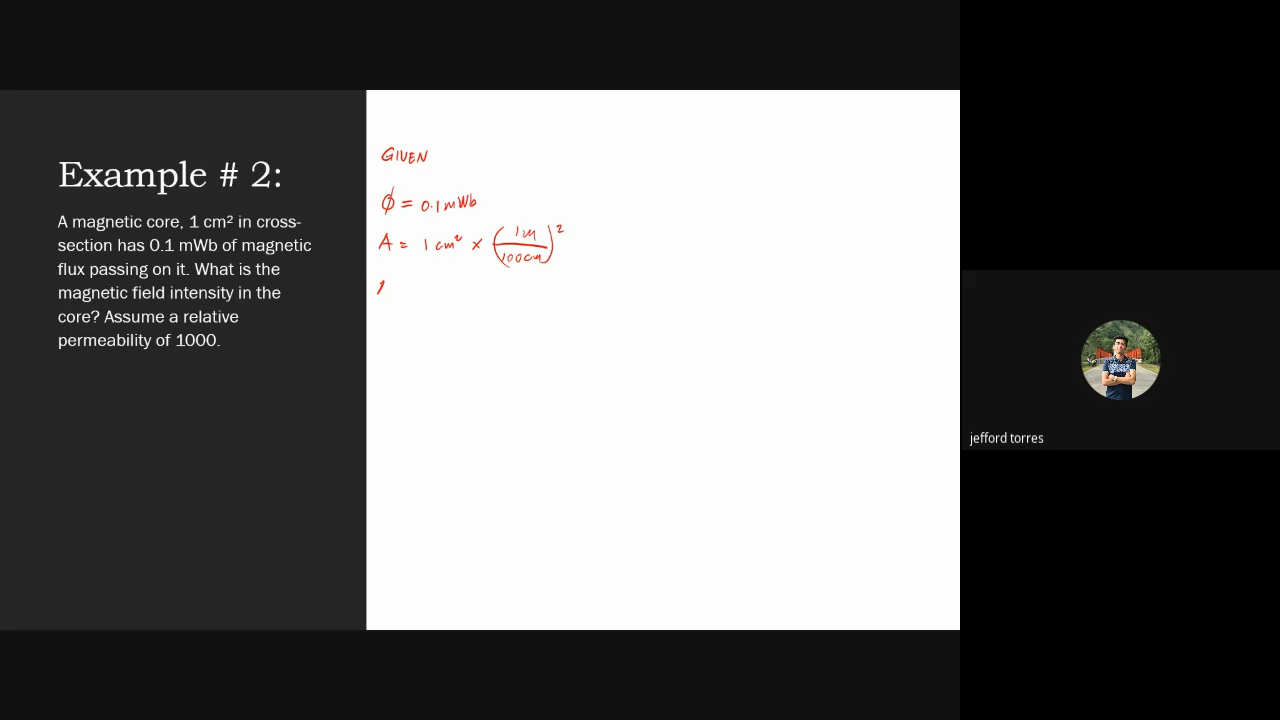 Example # 2:
A magnetic core, 1 cm² in cross-
section has 0.1 mWb of magnetic
flux passing on it. What is the
magnetic field intensity in the
core? Assume a relative
permeability of 1000.
GIVEN
ϕ = 0.1 mWb
A = 1 cm² × (1m/100cm)²
jefford torres